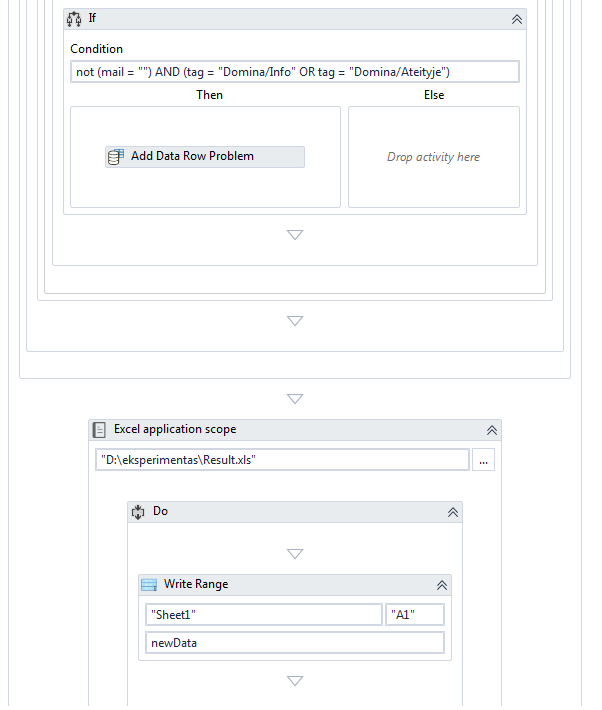 If
Condition
not (mail = "") AND (tag = "Domina/Info" OR tag = "Domina/Ateityje")
Then Else
Add Data Row Problem
Drop activity here
Excel application scope
"D:\eksperimentas\Result.xls" ...
Do
Write Range
"Sheet1" "A1"
newData